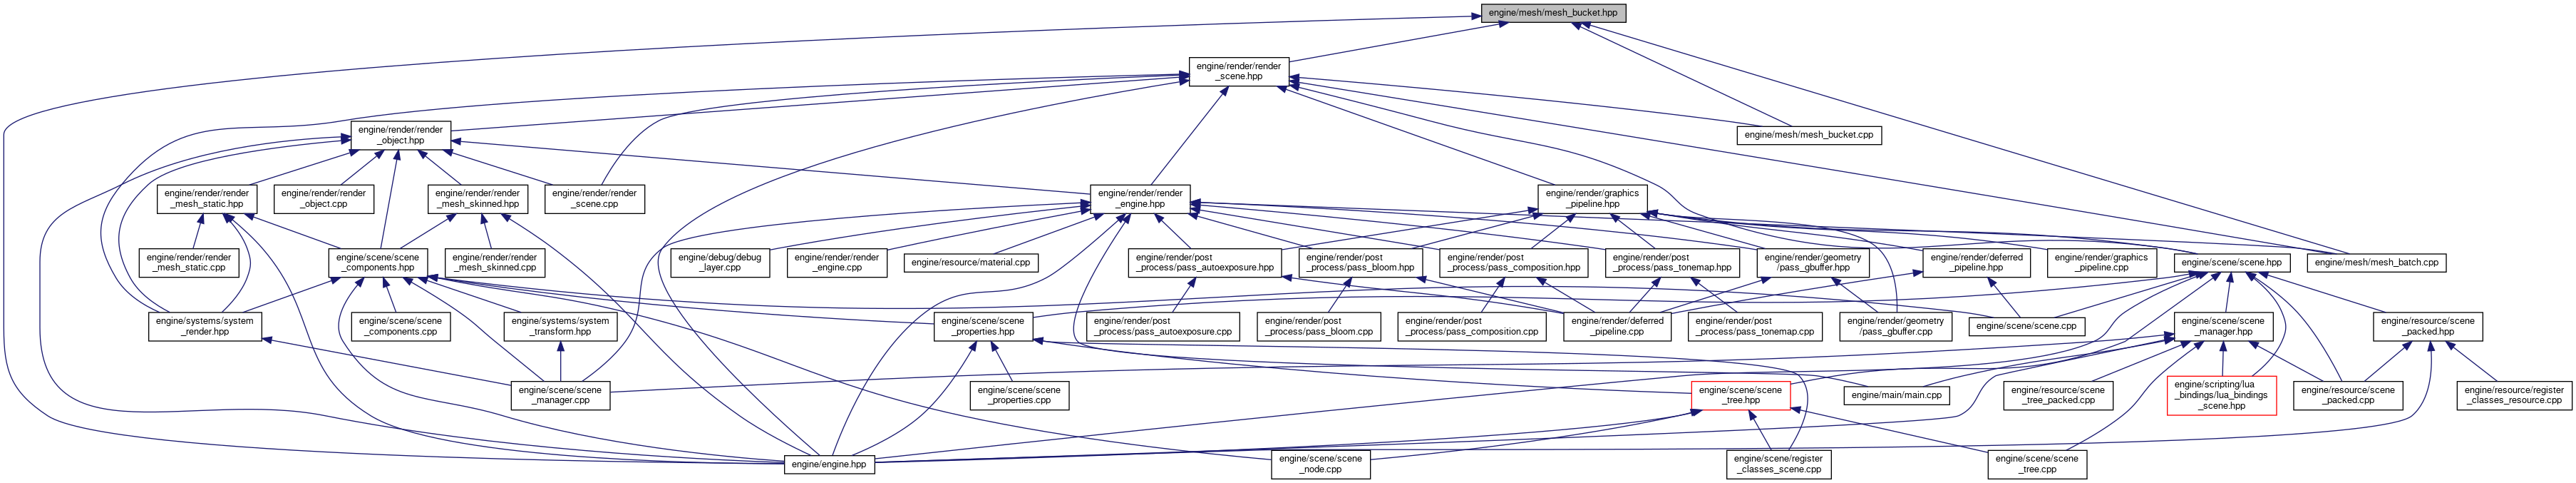 engine/mesh/mesh_bucket.hpp
engine/render/render
_scene.hpp
engine/render/render
_object.hpp
engine/mesh/mesh_bucket.cpp
engine/render/render
_mesh_static.hpp
engine/render/render
_object.cpp
engine/render/render
_mesh_skinned.hpp
engine/render/render
_scene.cpp
engine/render/render
_engine.hpp
engine/render/graphics
_pipeline.hpp
engine/render/render
_mesh_static.cpp
engine/scene/scene
_components.hpp
engine/render/render
_mesh_skinned.cpp
engine/debug/debug
_layer.cpp
engine/render/render
_engine.cpp
engine/resource/material.cpp
engine/render/post
_process/pass_autoexposure.hpp
engine/render/post
_process/pass_bloom.hpp
engine/render/post
_process/pass_composition.hpp
engine/render/post
_process/pass_tonemap.hpp
engine/render/geometry
/pass_gbuffer.hpp
engine/render/deferred
_pipeline.hpp
engine/render/graphics
_pipeline.cpp
engine/scene/scene.hpp
engine/mesh/mesh_batch.cpp
engine/systems/system
_render.hpp
engine/scene/scene
_components.cpp
engine/systems/system
_transform.hpp
engine/scene/scene
_properties.hpp
engine/render/post
_process/pass_autoexposure.cpp
engine/render/post
_process/pass_bloom.cpp
engine/render/post
_process/pass_composition.cpp
engine/render/deferred
_pipeline.cpp
engine/render/post
_process/pass_tonemap.cpp
engine/render/geometry
/pass_gbuffer.cpp
engine/scene/scene.cpp
engine/scene/scene
_manager.hpp
engine/resource/scene
_packed.hpp
engine/scene/scene
_manager.cpp
engine/scene/scene
_properties.cpp
engine/scene/scene
_tree.hpp
engine/main/main.cpp
engine/resource/scene
_tree_packed.cpp
engine/scripting/lua
_bindings/lua_bindings
_scene.hpp
engine/resource/scene
_packed.cpp
engine/resource/register
_classes_resource.cpp
engine/engine.hpp
engine/scene/scene
_node.cpp
engine/scene/register
_classes_scene.cpp
engine/scene/scene
_tree.cpp